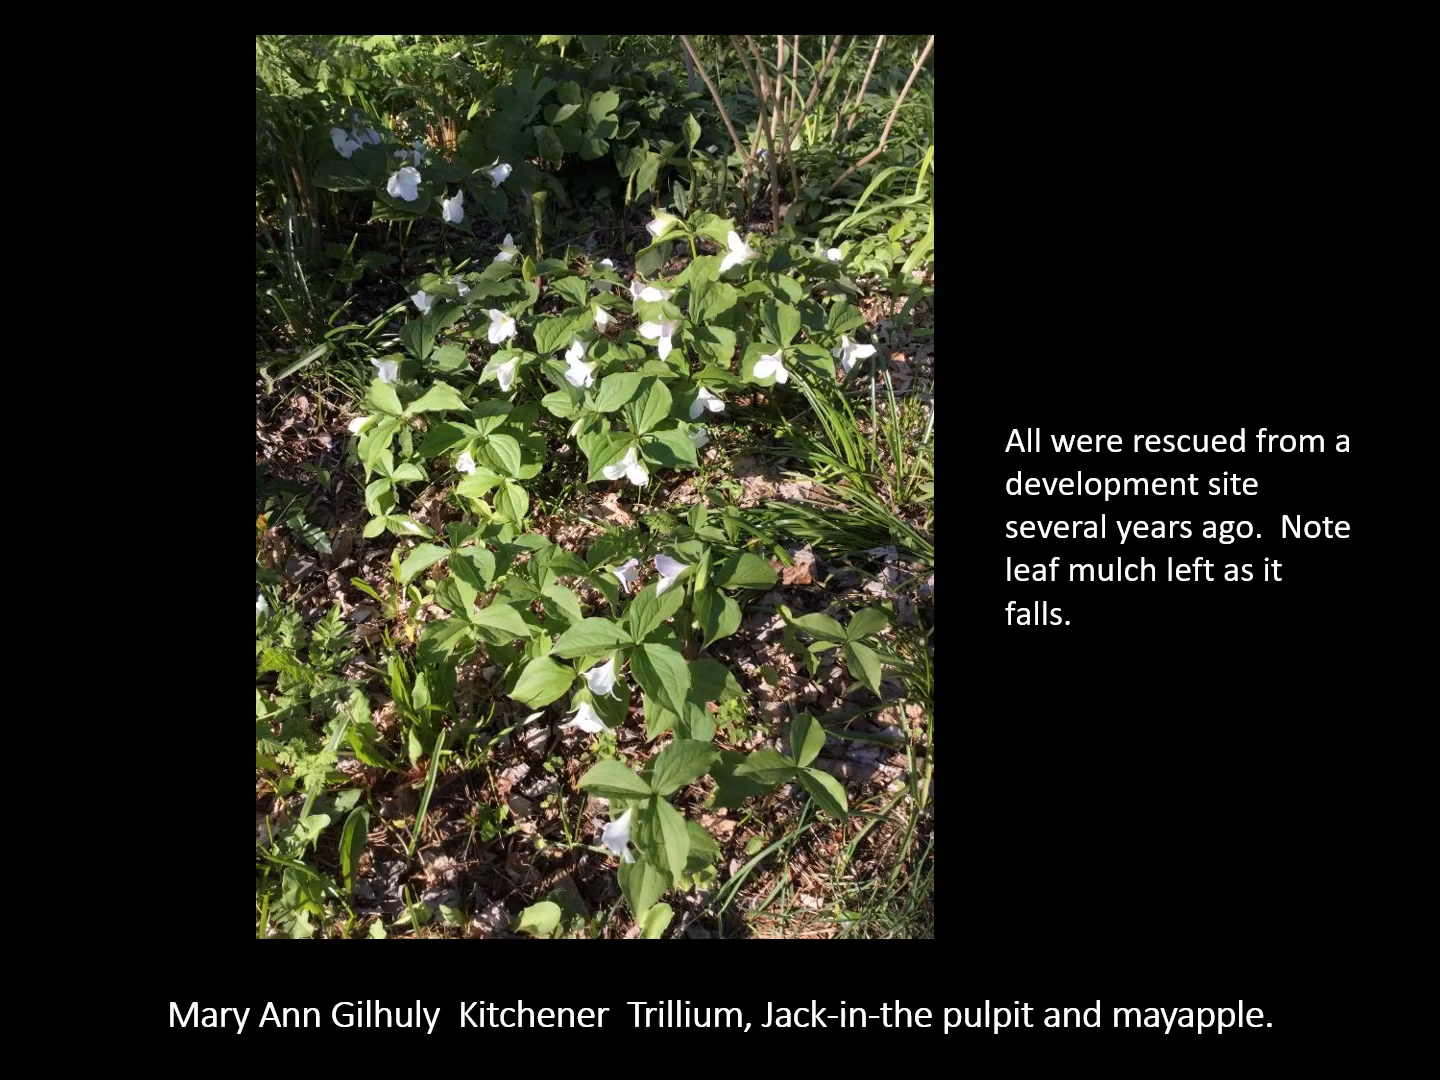 All were rescued from a
development site
several years ago.  Note
leaf mulch left as it
falls.
Mary Ann Gilhuly  Kitchener  Trillium, Jack-in-the pulpit and mayapple.